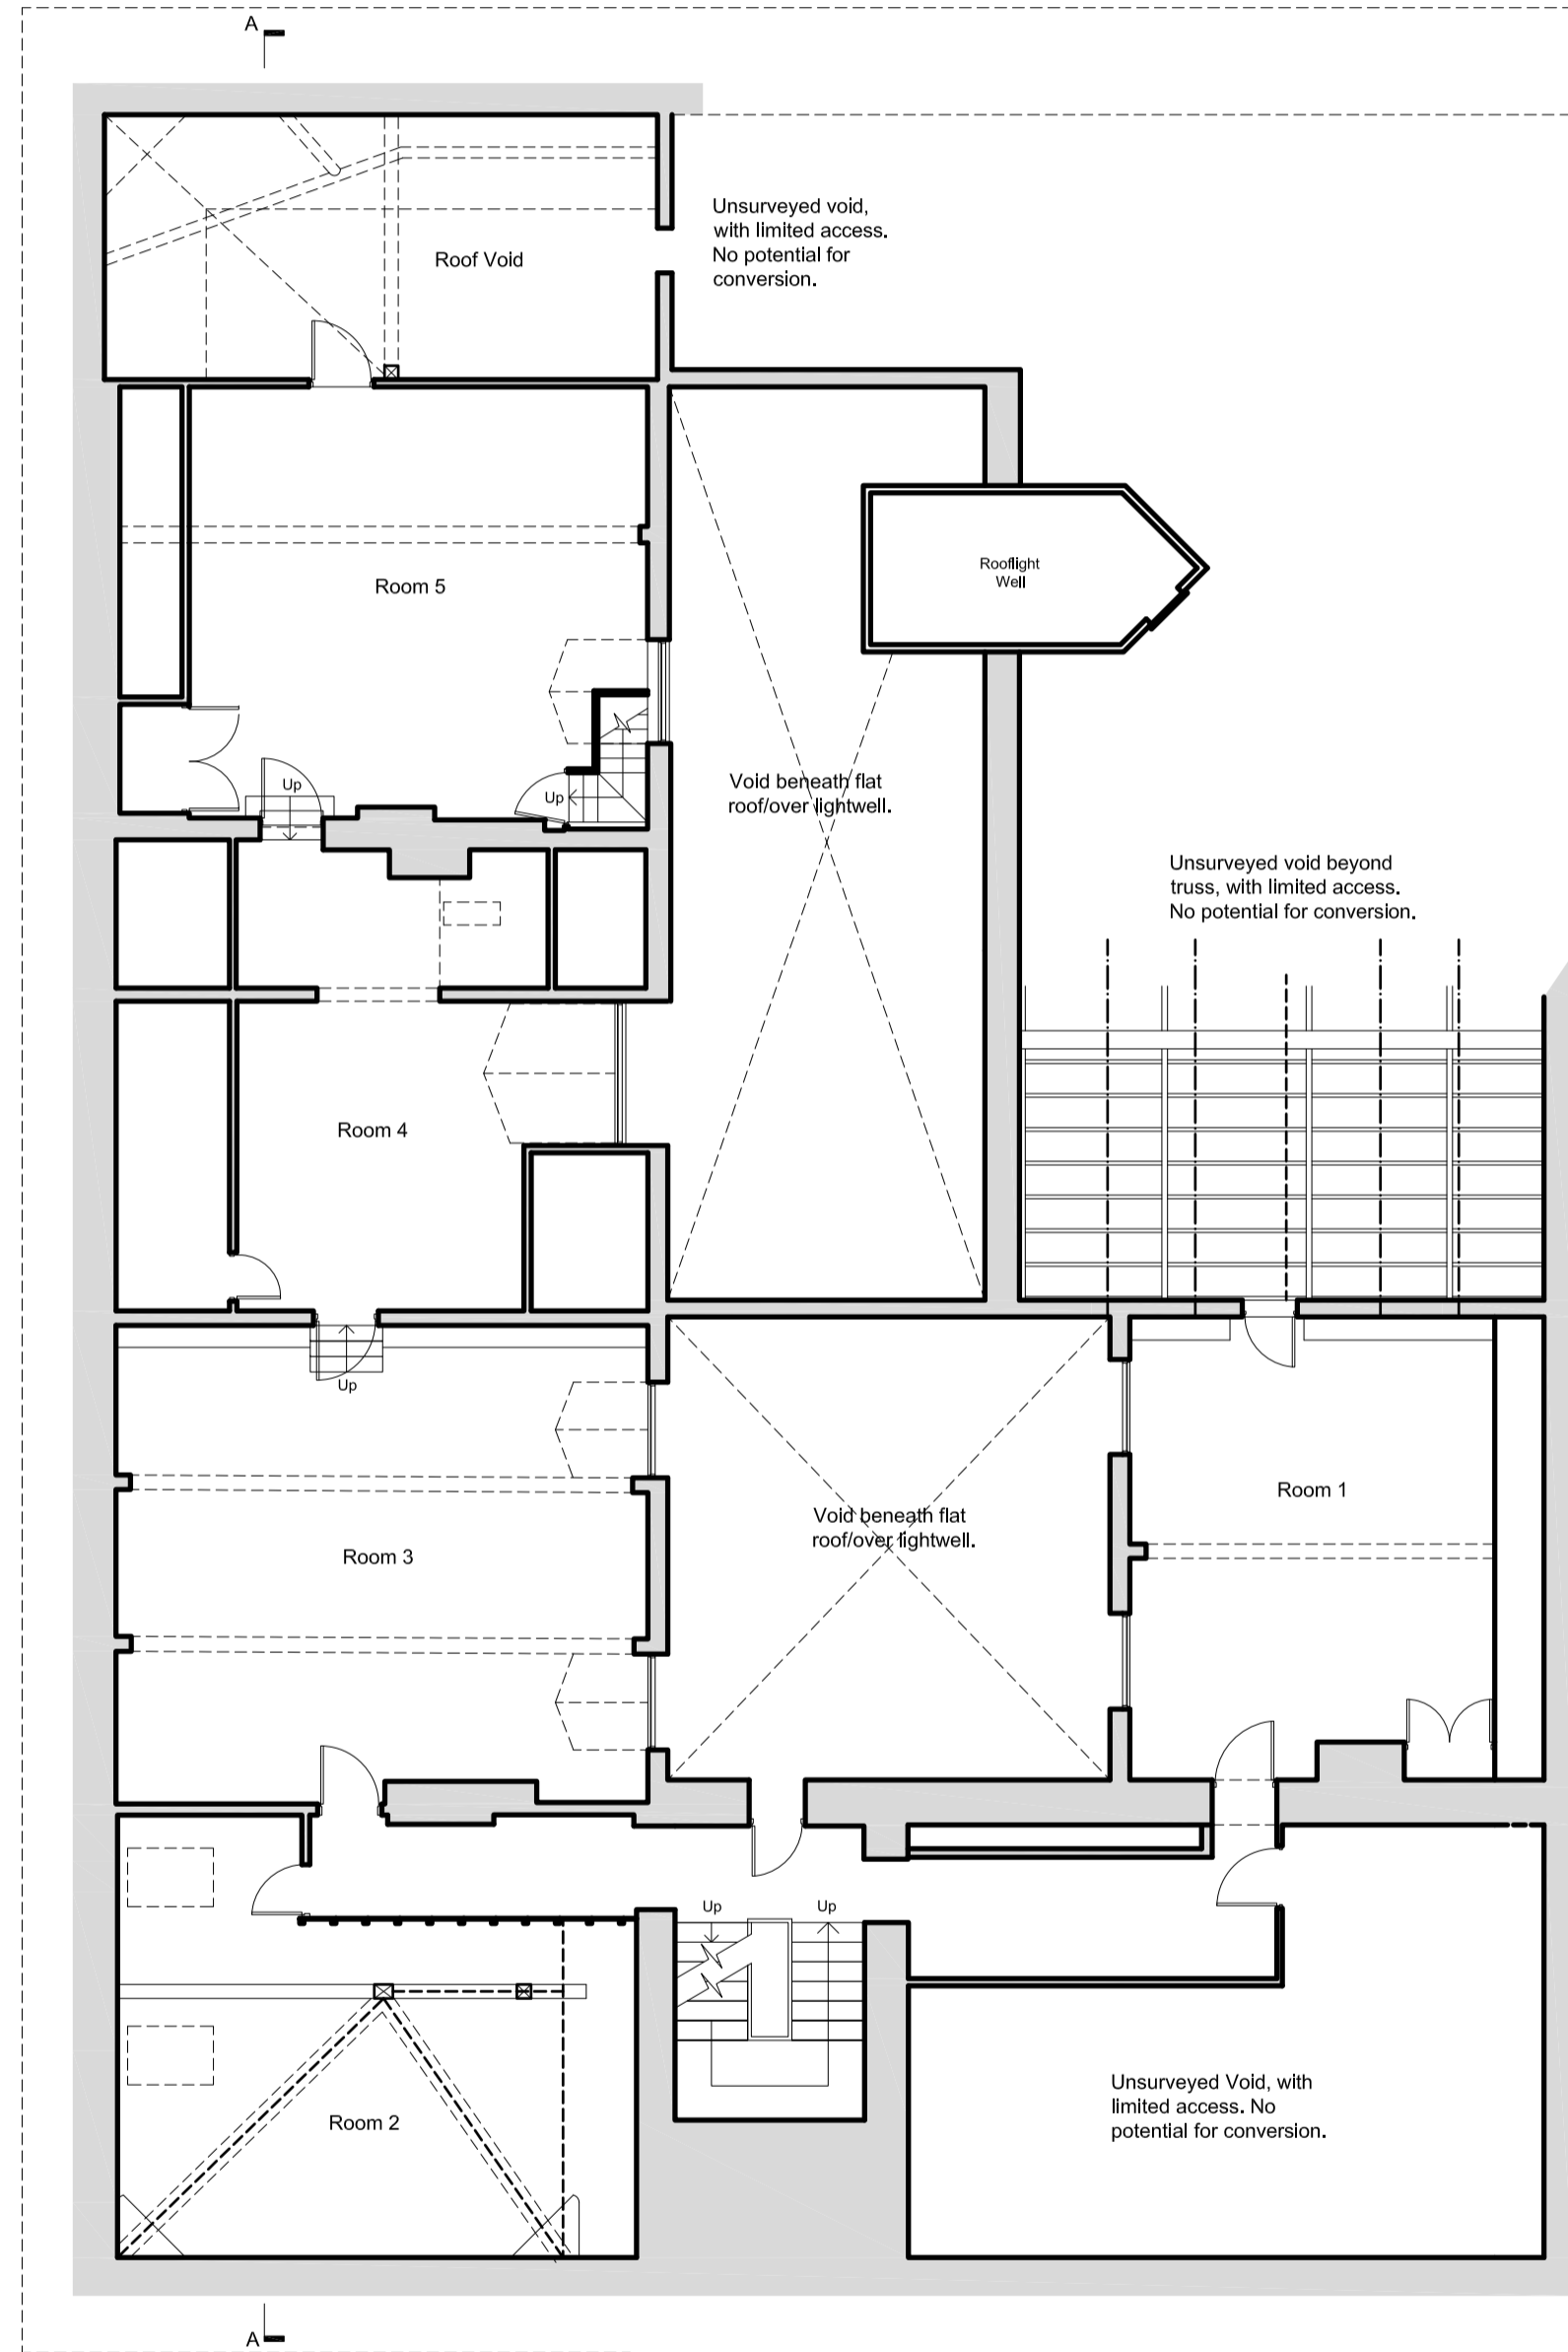 A
Unsurveyed void,
with limited access.
No potential for
conversion.
Roof Void
Rooflight
Well
Room 5
Up
Up
Void beneath flat
roof/over lightwell.
Unsurveyed void beyond
truss, with limited access.
No potential for conversion.
Room 4
Up
Room 1
Void beneath flat
roof/over lightwell.
Room 3
Up
Up
Unsurveyed Void, with
limited access. No
potential for conversion.
Room 2
A